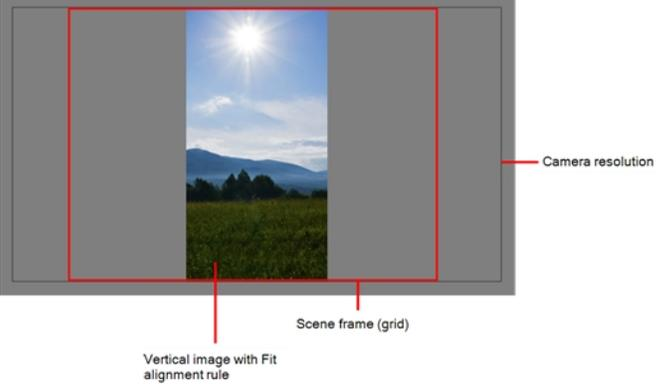 Camera resolution
Scene frame (grid)
Vertical image with Fit
alignment rule